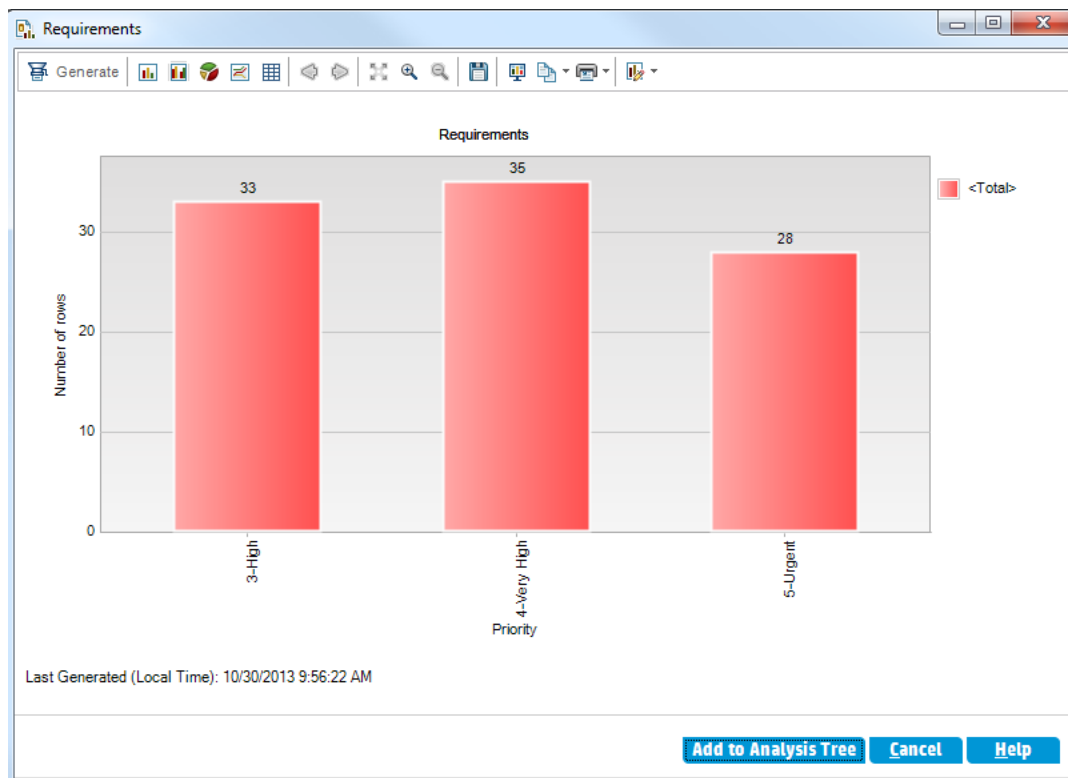 Requirements
Generate
Requirements
33
35
28
<Total>
30
20
10
0
Number of rows
3-High
4-Very High
5-Urgent
Priority
Last Generated (Local Time): 10/30/2013 9:56:22 AM
Add to Analysis Tree
Cancel
Help